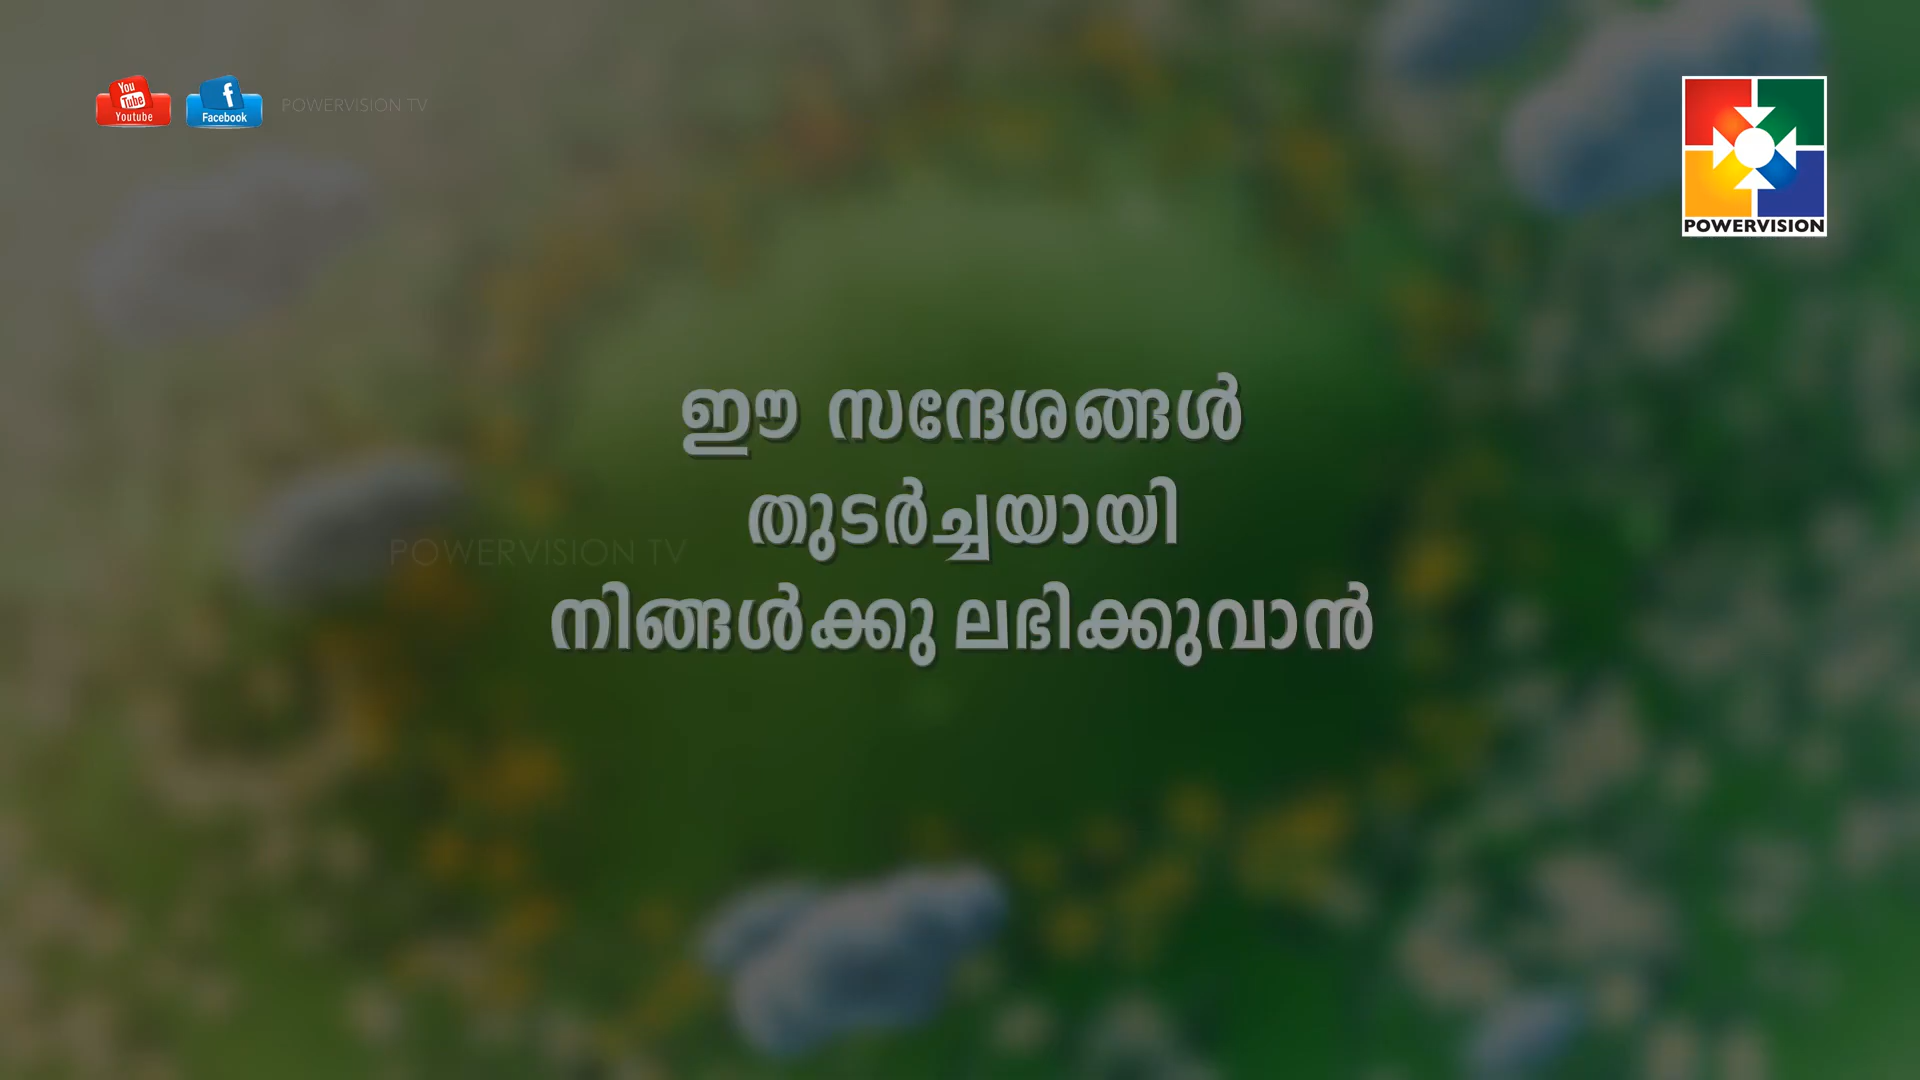 You
Tube
Youtube
f
Facebook
POWERVISION TV
POWERVISION
ഈ സന്ദേശങ്ങൾ
തുടർച്ചയായി
POWERVISION TV
നിങ്ങൾക്കു ലഭിക്കുവാൻ